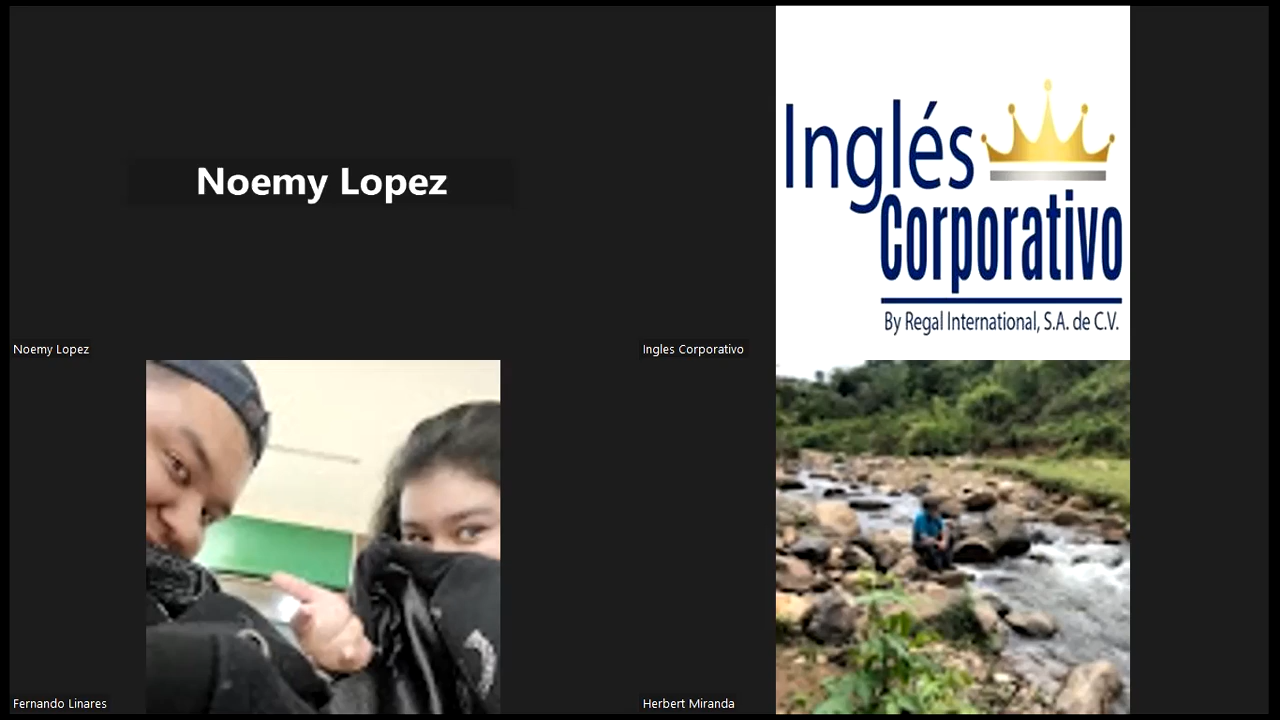 Noemy Lopez
Noemy Lopez
Inglés
Corporativo
By Regal International, S.A. de C.V.
Ingles Corporativo
Fernando Linares
Herbert Miranda